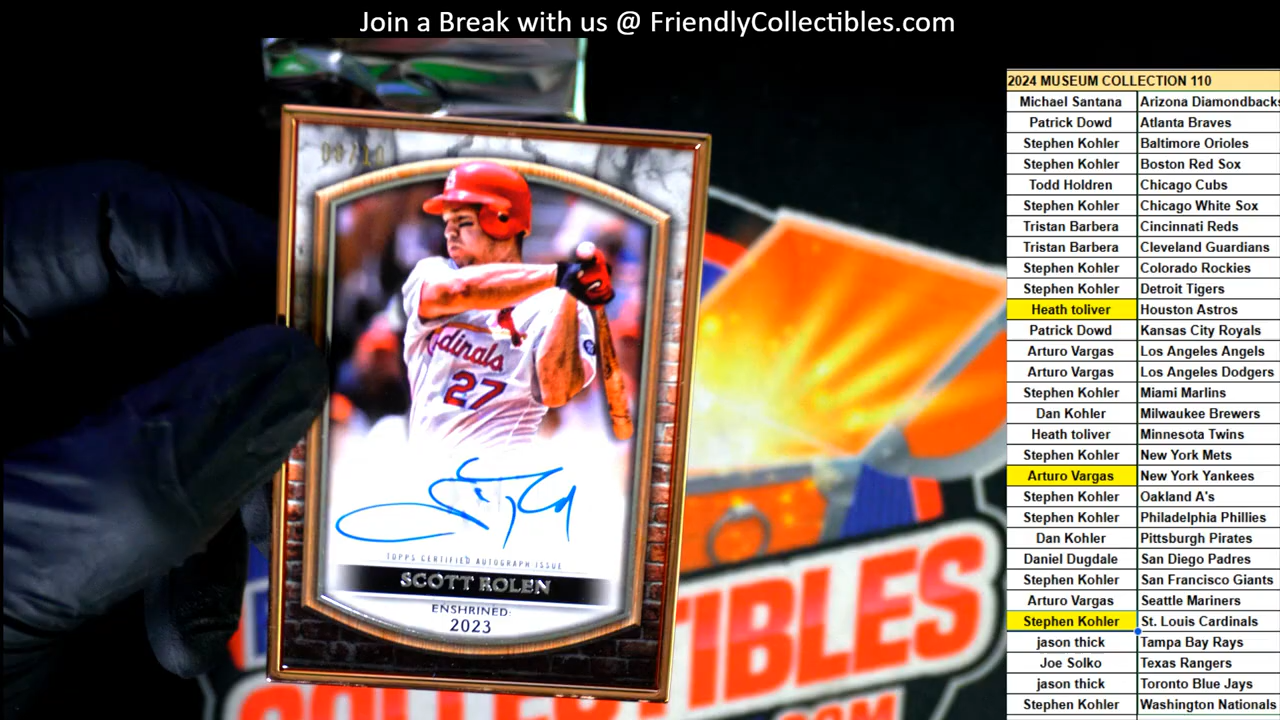 Join a Break with us @ FriendlyCollectibles.com
2024 MUSEUM COLLECTION 110
Michael Santana Arizona Diamondbacks
Patrick Dowd Atlanta Braves
Stephen Kohler Baltimore Orioles
Stephen Kohler Boston Red Sox
Todd Holdren Chicago Cubs
Stephen Kohler Chicago White Sox
Tristan Barbera Cincinnati Reds
Tristan Barbera Cleveland Guardians
Stephen Kohler Colorado Rockies
Stephen Kohler Detroit Tigers
Heath toliver Houston Astros
Patrick Dowd Kansas City Royals
Arturo Vargas Los Angeles Angels
Arturo Vargas Los Angeles Dodgers
Stephen Kohler Miami Marlins
Dan Kohler Milwaukee Brewers
Heath toliver Minnesota Twins
Stephen Kohler New York Mets
Arturo Vargas New York Yankees
Stephen Kohler Oakland A's
Stephen Kohler Philadelphia Phillies
Dan Kohler Pittsburgh Pirates
Daniel Dugdale San Diego Padres
Stephen Kohler San Francisco Giants
Arturo Vargas Seattle Mariners
Stephen Kohler St. Louis Cardinals
jason thick Tampa Bay Rays
Joe Solko Texas Rangers
jason thick Toronto Blue Jays
Stephen Kohler Washington Nationals
dinals
27
TOPPS CERTIFIED AUTOGRAPH ISSUE
SCOTT ROLEN
ENSHRINED:
2023
TIBLES
COLLECTIBLES
.COM